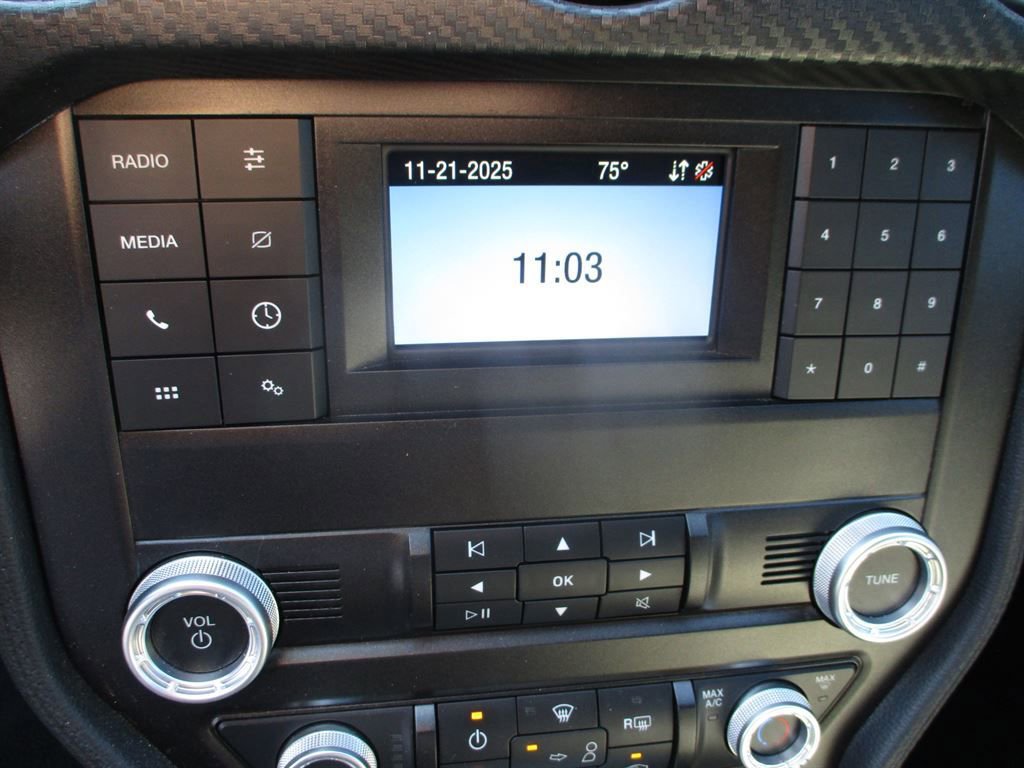 RADIO
MEDIA
11-21-2025 75°
11:03
1 2 3
4 5 6
7 8 9
* 0 #
OK
VOL
TUNE
R
MAX
A/C
MAX